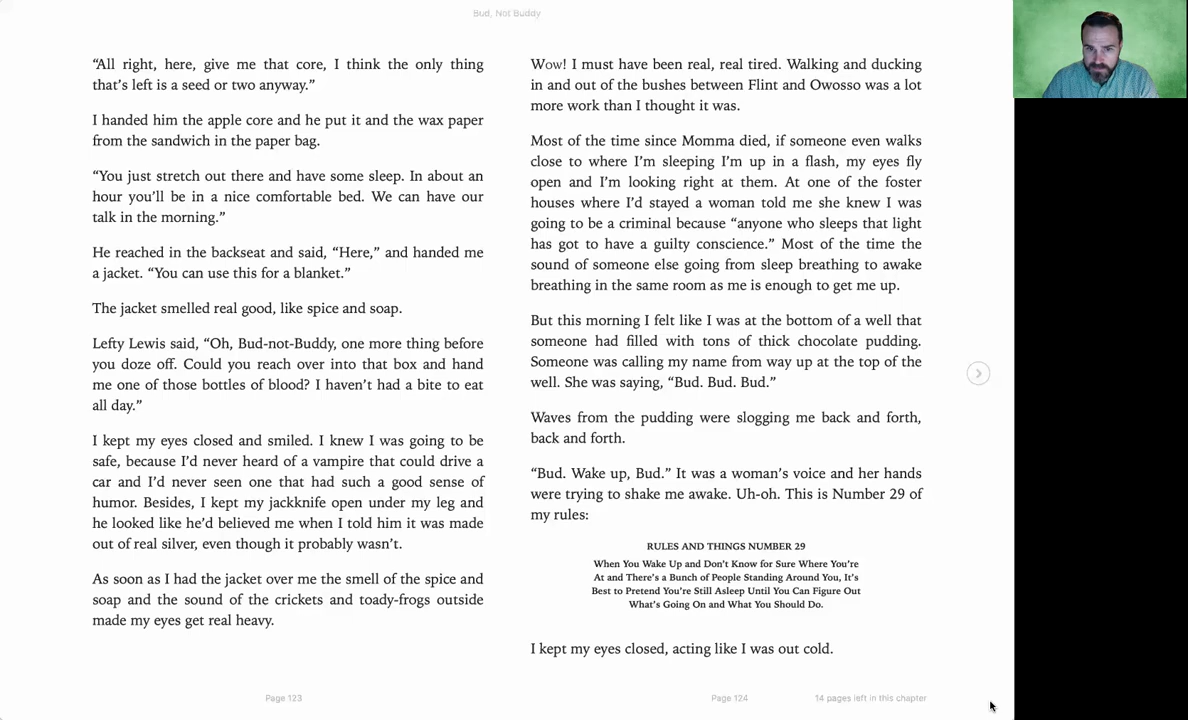 Bud, Not Buddy
“All right, here, give me that core, I think the only thing
that’s left is a seed or two anyway.”
I handed him the apple core and he put it and the wax paper
from the sandwich in the paper bag.
“You just stretch out there and have some sleep. In about an
hour you’ll be in a nice comfortable bed. We can have our
talk in the morning.”
He reached in the backseat and said, “Here,” and handed me
a jacket. “You can use this for a blanket.”
The jacket smelled real good, like spice and soap.
Lefty Lewis said, “Oh, Bud-not-Buddy, one more thing before
you doze off. Could you reach over into that box and hand
me one of those bottles of blood? I haven’t had a bite to eat
all day.”
I kept my eyes closed and smiled. I knew I was going to be
safe, because I’d never heard of a vampire that could drive a
car and I’d never seen one that had such a good sense of
humor. Besides, I kept my jackknife open under my leg and
he looked like he’d believed me when I told him it was made
out of real silver, even though it probably wasn’t.
As soon as I had the jacket over me the smell of the spice and
soap and the sound of the crickets and toady-frogs outside
made my eyes get real heavy.
Page 123
Wow! I must have been real, real tired. Walking and ducking
in and out of the bushes between Flint and Owosso was a lot
more work than I thought it was.
Most of the time since Momma died, if someone even walks
close to where I’m sleeping I’m up in a flash, my eyes fly
open and I’m looking right at them. At one of the foster
houses where I’d stayed a woman told me she knew I was
going to be a criminal because “anyone who sleeps that light
has got to have a guilty conscience.” Most of the time the
sound of someone else going from sleep breathing to awake
breathing in the same room as me is enough to get me up.
But this morning I felt like I was at the bottom of a well that
someone had filled with tons of thick chocolate pudding.
Someone was calling my name from way up at the top of the
well. She was saying, “Bud. Bud. Bud.”
Waves from the pudding were slogging me back and forth,
back and forth.
“Bud. Wake up, Bud.” It was a woman’s voice and her hands
were trying to shake me awake. Uh-oh. This is Number 29 of
my rules:
RULES AND THINGS NUMBER 29
When You Wake Up and Don’t Know for Sure Where You’re
At and There’s a Bunch of People Standing Around You, It’s
Best to Pretend You’re Still Asleep Until You Can Figure Out
What’s Going On and What You Should Do.
I kept my eyes closed, acting like I was out cold.
Page 124
14 pages left in this chapter